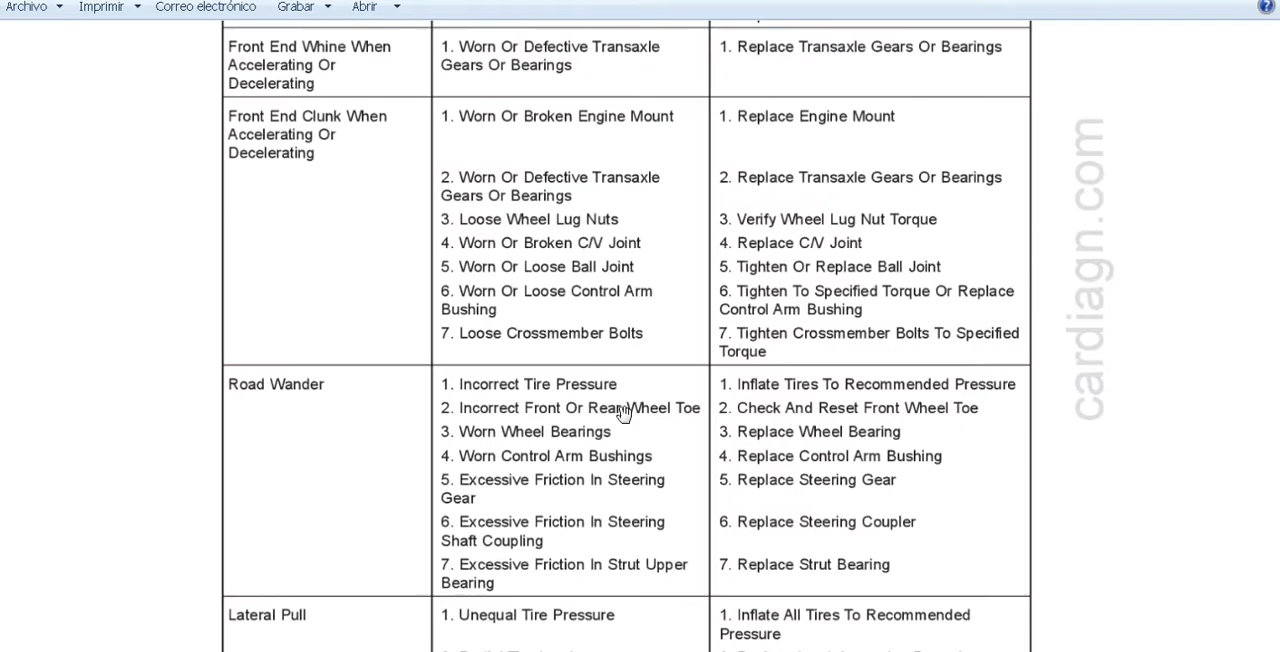 Archivo Imprimir Correo electrónico Grabar Abrir
Front End Whine When
Accelerating Or
Decelerating
1. Worn Or Defective Transaxle
Gears Or Bearings
1. Replace Transaxle Gears Or Bearings
Front End Clunk When
Accelerating Or
Decelerating
1. Worn Or Broken Engine Mount
1. Replace Engine Mount
2. Worn Or Defective Transaxle
Gears Or Bearings
2. Replace Transaxle Gears Or Bearings
3. Loose Wheel Lug Nuts
3. Verify Wheel Lug Nut Torque
4. Worn Or Broken C/V Joint
4. Replace C/V Joint
5. Worn Or Loose Ball Joint
5. Tighten Or Replace Ball Joint
6. Worn Or Loose Control Arm
Bushing
6. Tighten To Specified Torque Or Replace
Control Arm Bushing
7. Loose Crossmember Bolts
7. Tighten Crossmember Bolts To Specified
Torque
Road Wander
1. Incorrect Tire Pressure
1. Inflate Tires To Recommended Pressure
2. Incorrect Front Or Rear Wheel Toe
2. Check And Reset Front Wheel Toe
3. Worn Wheel Bearings
3. Replace Wheel Bearing
4. Worn Control Arm Bushings
4. Replace Control Arm Bushing
5. Excessive Friction In Steering
Gear
5. Replace Steering Gear
6. Excessive Friction In Steering
Shaft Coupling
6. Replace Steering Coupler
7. Excessive Friction In Strut Upper
Bearing
7. Replace Strut Bearing
Lateral Pull
1. Unequal Tire Pressure
1. Inflate All Tires To Recommended
Pressure
cardiagn.com